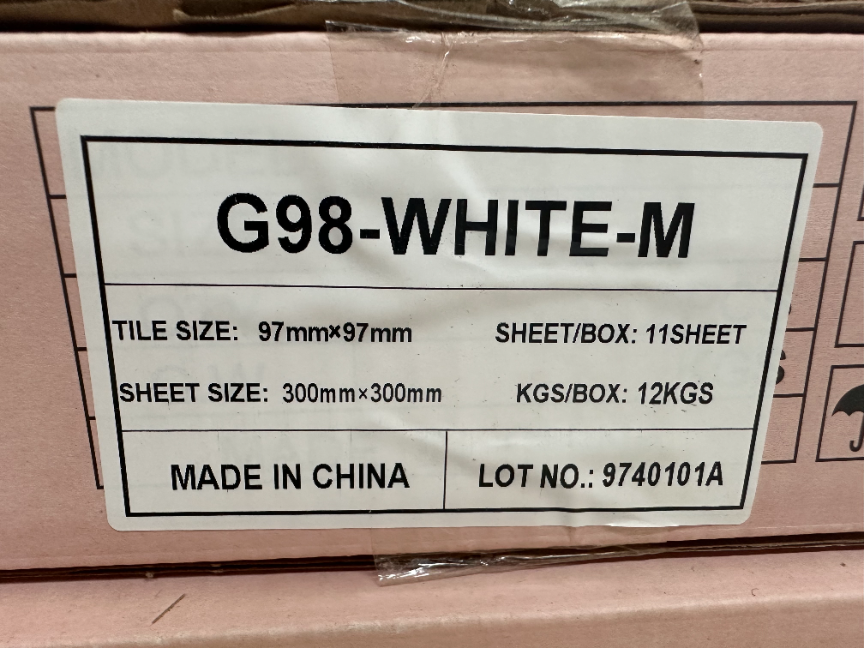 G98-WHITE-M
TILE SIZE: 97mm×97mm SHEET/BOX: 11SHEET
SHEET SIZE: 300mm×300mm KGS/BOX: 12KGS
MADE IN CHINA LOT NO.: 9740101A